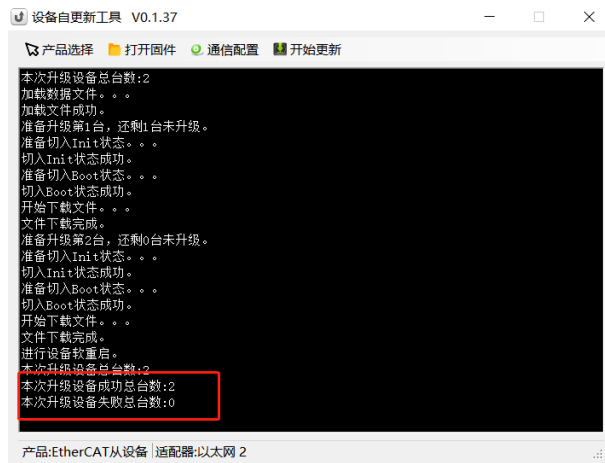 设备自更新工具 V0.1.37
产品选择 打开固件 通信配置 开始更新
本次升级设备总台数:2
加载数据文件。。。
加载文件成功。
准备升级第1台，还剩1台未升级。
准备切入Init状态。。。
切入Init状态成功。
准备切入Boot状态。。。
切入Boot状态成功。
开始下载文件。。。
文件下载完成。
准备升级第2台，还剩0台未升级。
准备切入Init状态。。。
切入Init状态成功。
准备切入Boot状态。。。
切入Boot状态成功。
开始下载文件。。。
文件下载完成。
进行设备软重启。
本次升级设备总台数:2
本次升级设备成功总台数:2
本次升级设备失败总台数:0
产品:EtherCAT从设备 适配器:以太网 2